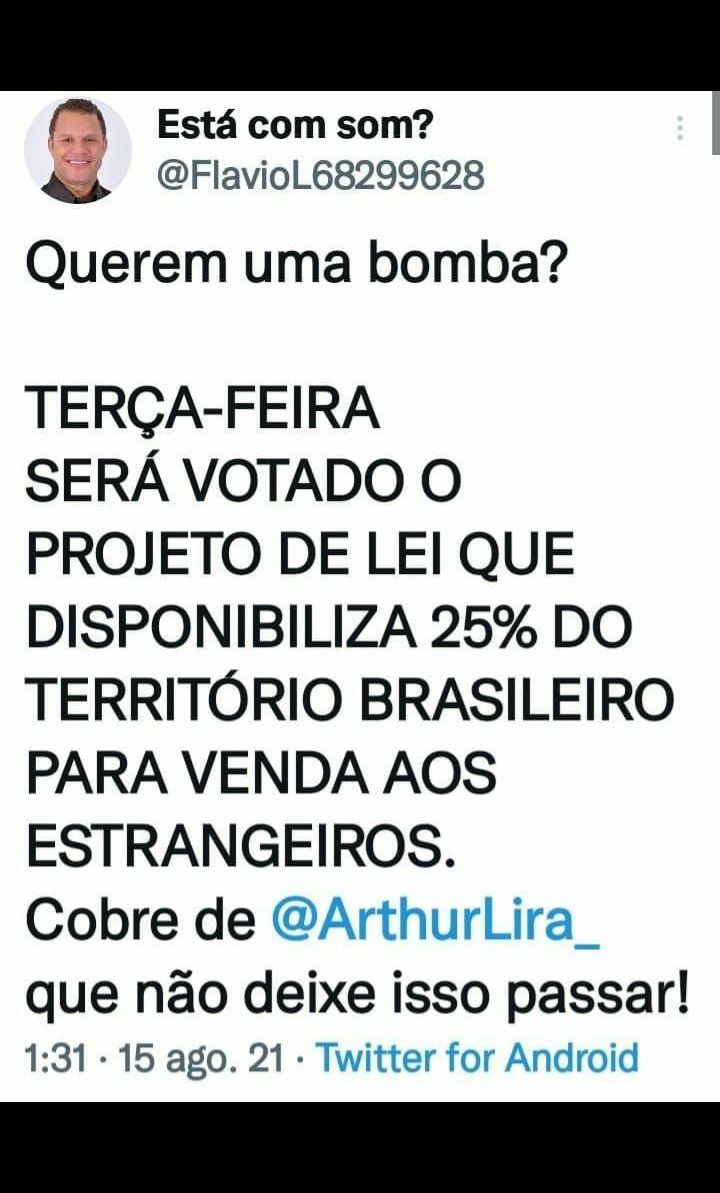 Está com som?
@FlavioL68299628
Querem uma bomba?
TERÇA-FEIRA
SERÁ VOTADO O
PROJETO DE LEI QUE
DISPONIBILIZA 25% DO
TERRITÓRIO BRASILEIRO
PARA VENDA AOS
ESTRANGEIROS.
Cobre de @ArthurLira_
que não deixe isso passar!
1:31 · 15 ago. 21 · Twitter for Android